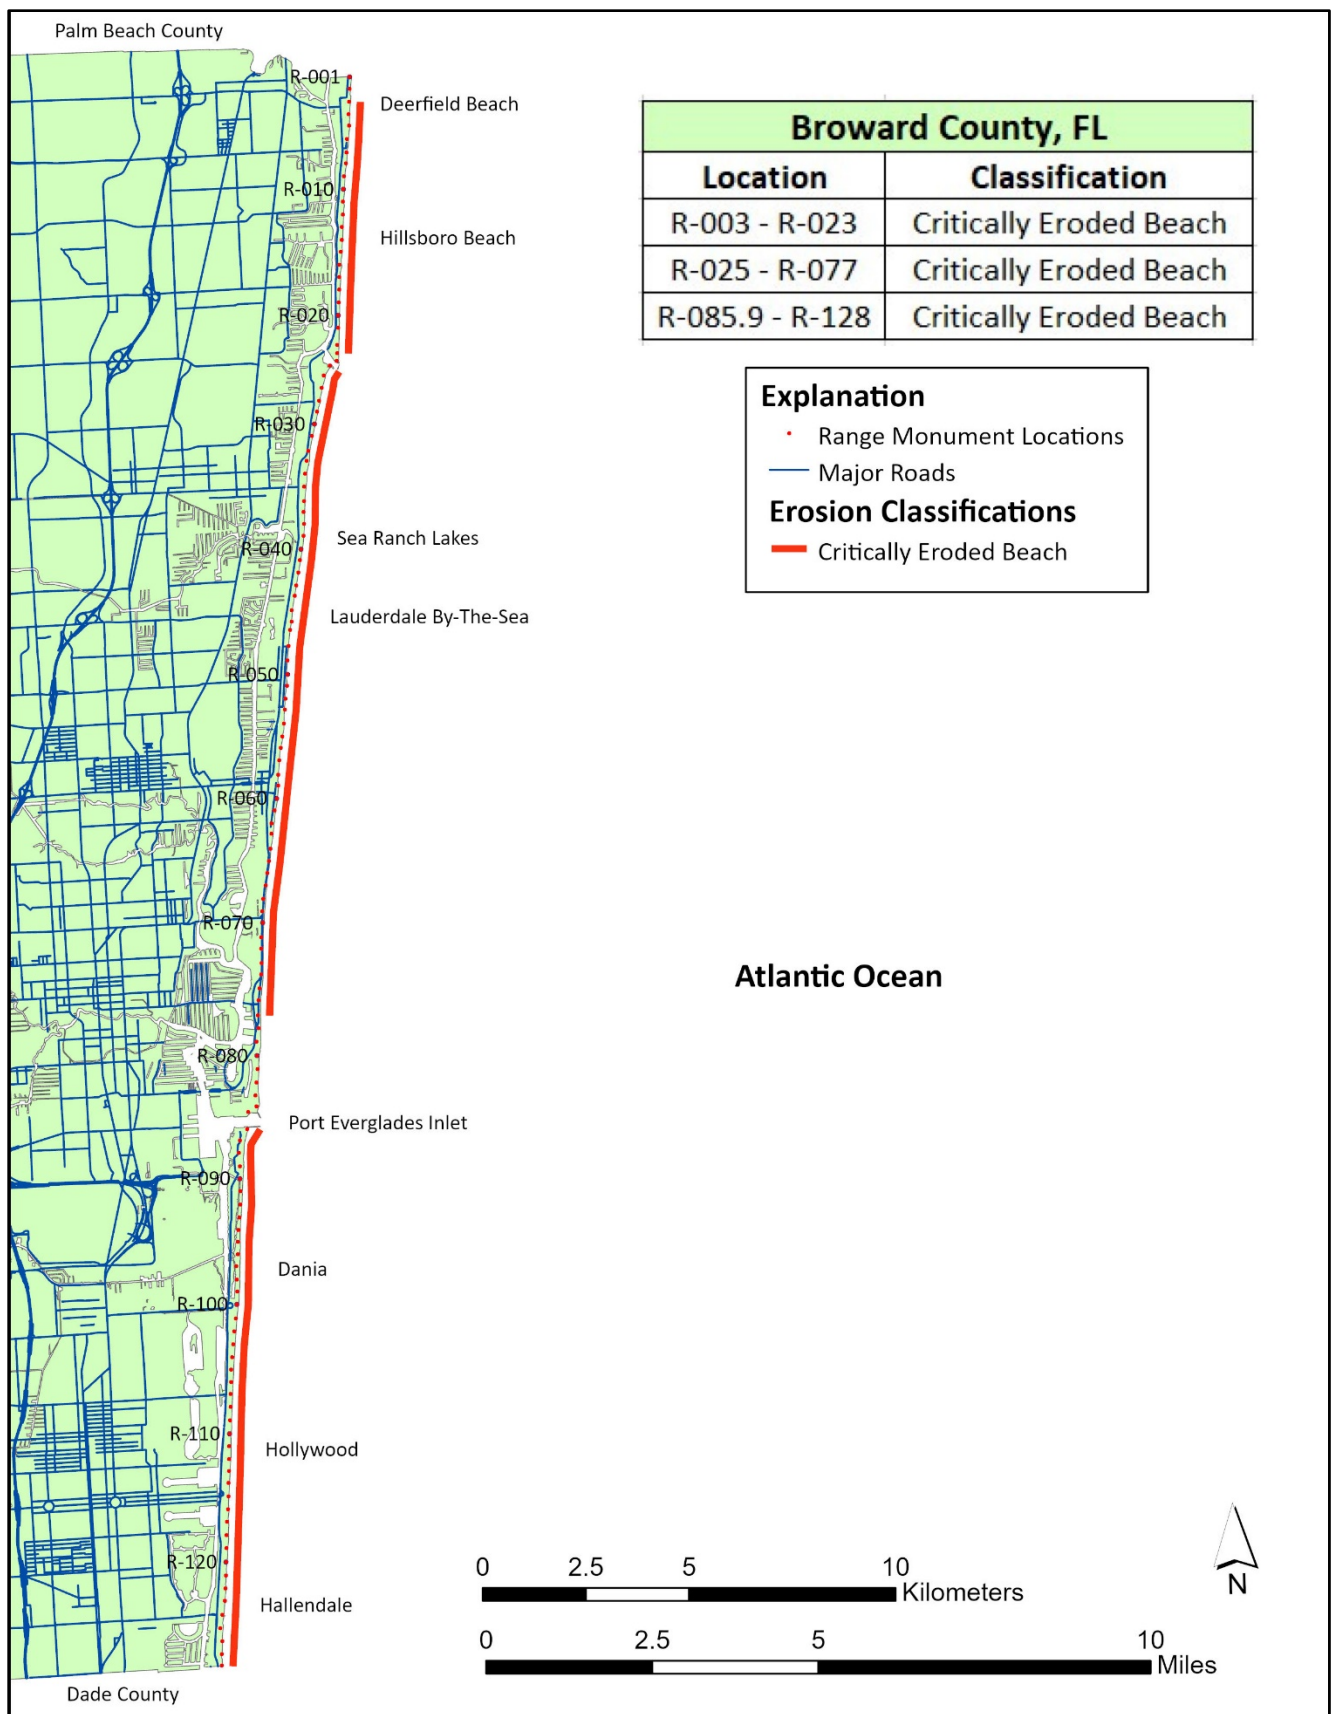 Palm Beach County
R-001
Deerfield Beach
R-010
Hillsboro Beach
R-020
R-030
Sea Ranch Lakes
R-040
Lauderdale By-The-Sea
R-050
R-060
R-070
R-080
Port Everglades Inlet
R-090
Dania
R-100
R-110
Hollywood
R-120
Hallendale
Dade County
Broward County, FL
Location Classification
R-003 - R-023 Critically Eroded Beach
R-025 - R-077 Critically Eroded Beach
R-085.9 - R-128 Critically Eroded Beach
Explanation
Range Monument Locations
Major Roads
Erosion Classifications
Critically Eroded Beach
Atlantic Ocean
0 2.5 5 10
Kilometers
0 2.5 5 10
Miles
N